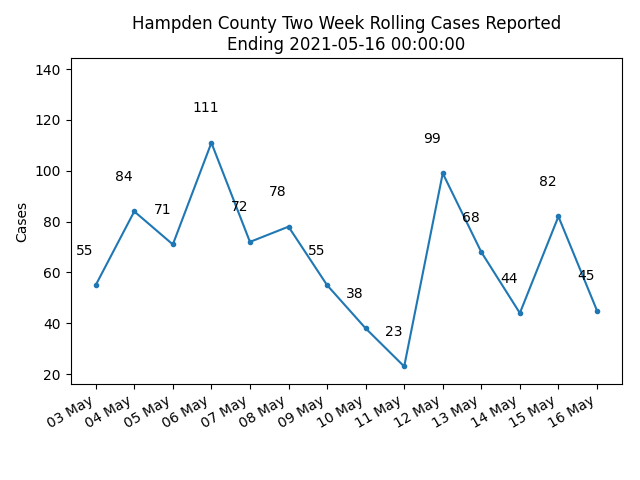 Hampden County Two Week Rolling Cases Reported
Ending 2021-05-16 00:00:00
140
120
100
80
60
40
20
Cases
55
84
71
111
72
78
55
38
23
99
68
44
82
45
03 May
04 May
05 May
06 May
07 May
08 May
09 May
10 May
11 May
12 May
13 May
14 May
15 May
16 May